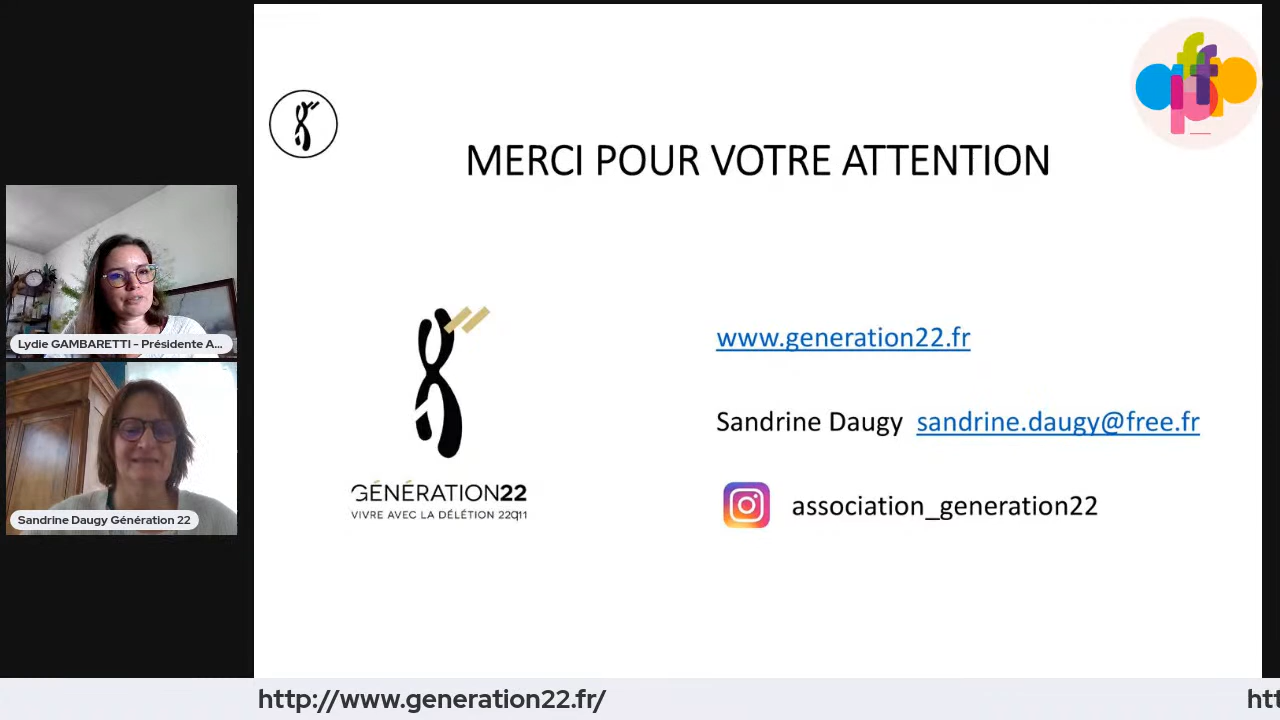 MERCI POUR VOTRE ATTENTION
Lydie GAMBARETTI - Présidente A...
Sandrine Daugy Génération 22
www.generation22.fr
Sandrine Daugy sandrine.daugy@free.fr
association_generation22
GÉNÉRATION22
VIVRE AVEC LA DÉLÉTION 22q11
http://www.generation22.fr/
htt